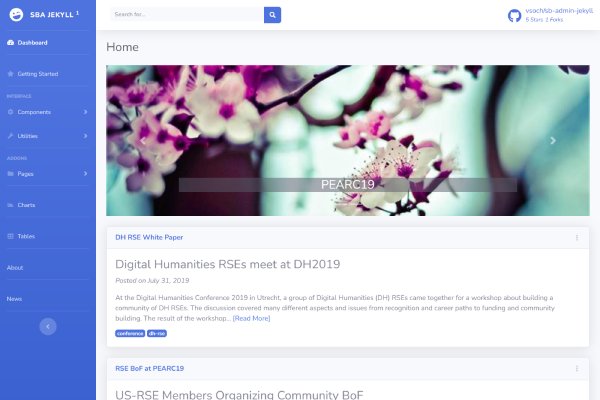 SBA JEKYLL 1
Search for...
vsoch/sb-admin-jekyll
5 Stars 2 Forks
Dashboard
Getting Started
INTERFACE
Components
Utilities
ADDONS
Pages
Charts
Tables
About
News
Home
PEARC19
DH RSE White Paper
Digital Humanities RSEs meet at DH2019
Posted on July 31, 2019
At the Digital Humanities Conference 2019 in Utrecht, a group of Digital Humanities (DH) RSEs came together for a workshop about building a
community of DH RSEs. The discussion covered many different aspects and issues from recognition and career paths to funding and community
building. The result of the workshop... [Read More]
conference dh-rse
RSE BoF at PEARC19
US-RSE Members Organizing Community BoF